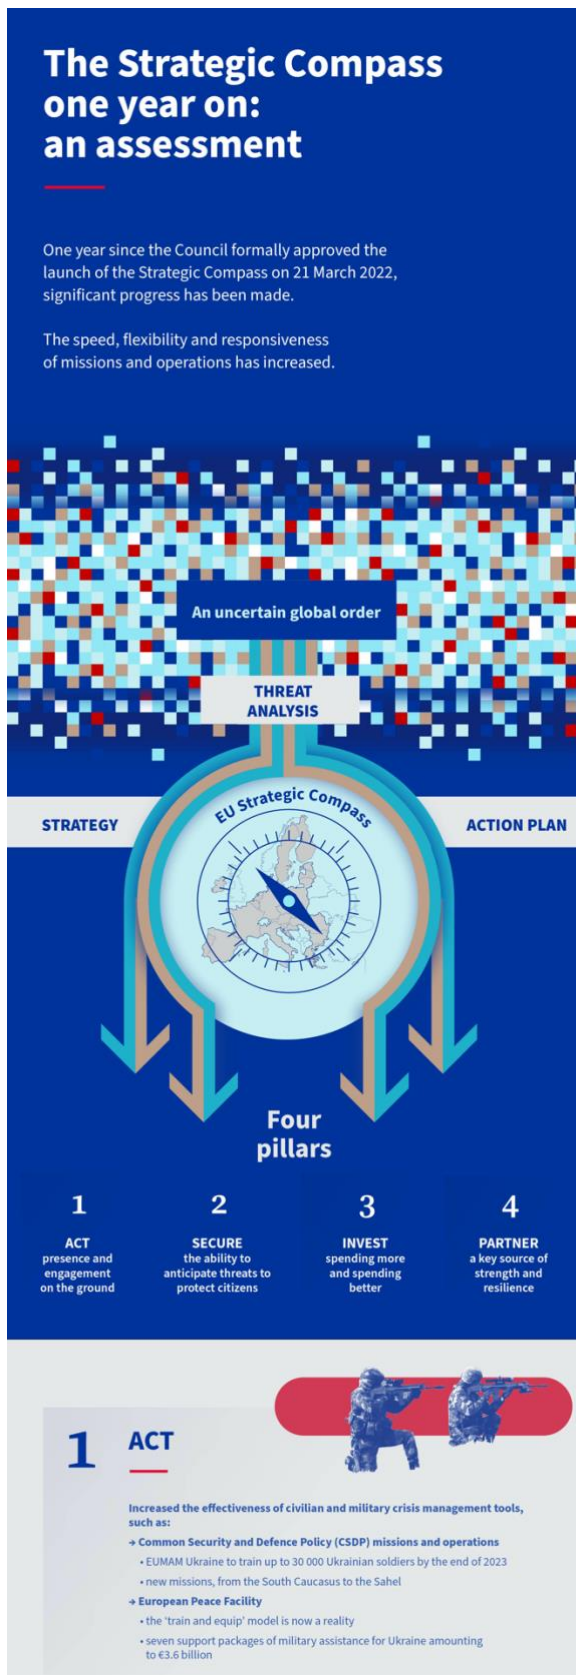 The Strategic Compass
one year on:
an assessment
One year since the Council formally approved the
launch of the Strategic Compass on 21 March 2022,
significant progress has been made.
The speed, flexibility and responsiveness
of missions and operations has increased.
An uncertain global order
THREAT
ANALYSIS
STRATEGY
EU Strategic Compass
ACTION PLAN
Four
pillars
1
ACT
presence and
engagement
on the ground
2
SECURE
the ability to
anticipate threats to
protect citizens
3
INVEST
spending more
and spending
better
4
PARTNER
a key source of
strength and
resilience
1 ACT
Increased the effectiveness of civilian and military crisis management tools,
such as:
→ Common Security and Defence Policy (CSDP) missions and operations
• EUMAM Ukraine to train up to 30 000 Ukrainian soldiers by the end of 2023
• new missions, from the South Caucasus to the Sahel
→ European Peace Facility
• the ‘train and equip’ model is now a reality
• seven support packages of military assistance for Ukraine amounting
to €3.6 billion